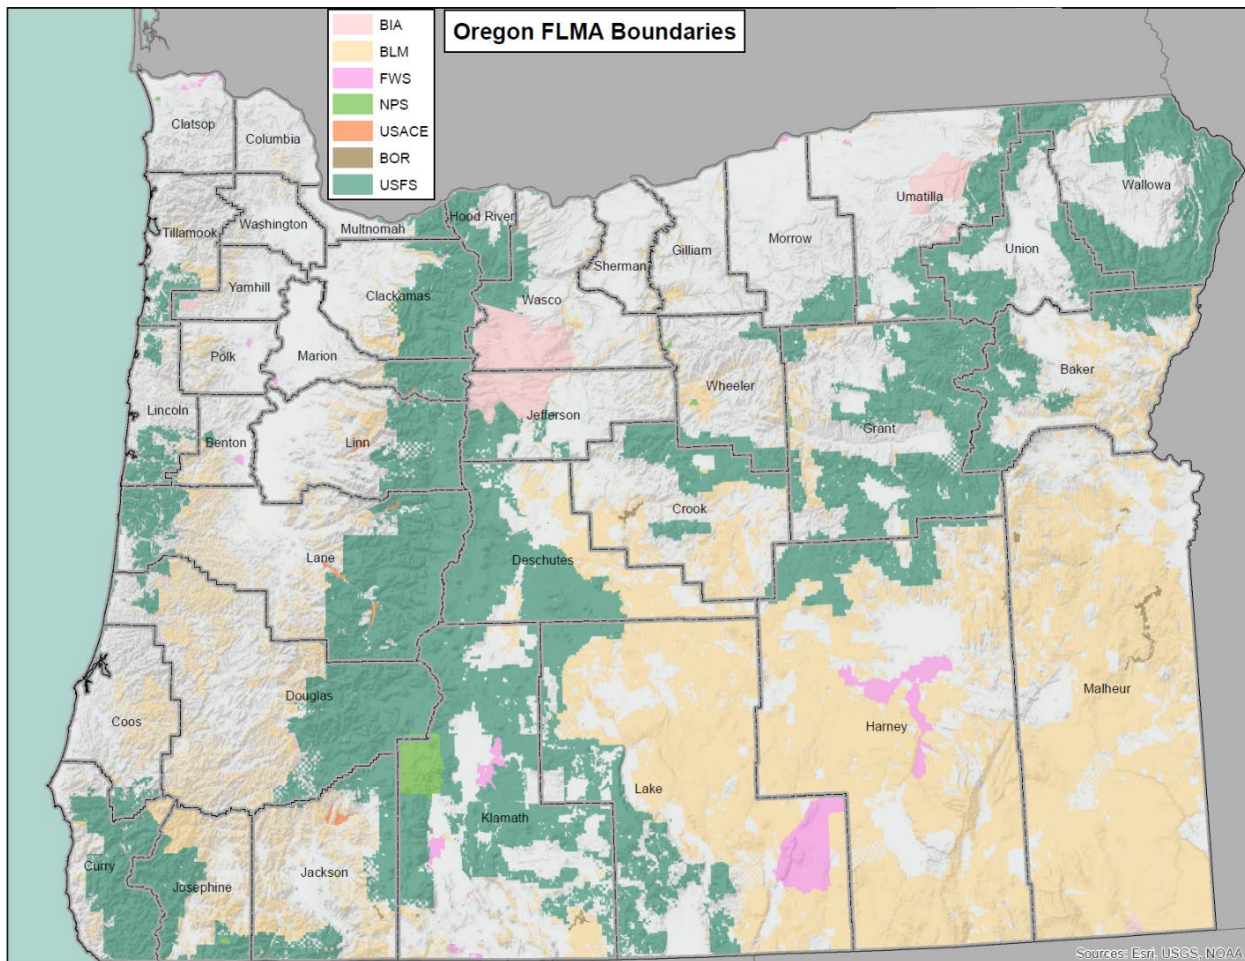 Oregon FLMA Boundaries
BIA
BLM
FWS
NPS
USACE
BOR
USFS
Clatsop
Columbia
Tillamook
Washington
Multnomah
Hood River
Yamhill
Clackamas
Wasco
Sherman
Gilliam
Morrow
Umatilla
Union
Wallowa
Polk
Marion
Lincoln
Benton
Linn
Jefferson
Wheeler
Grant
Baker
Lane
Deschutes
Crook
Coos
Douglas
Klamath
Lake
Harney
Malheur
Curry
Josephine
Jackson
Sources: Esri, USGS, NOAA